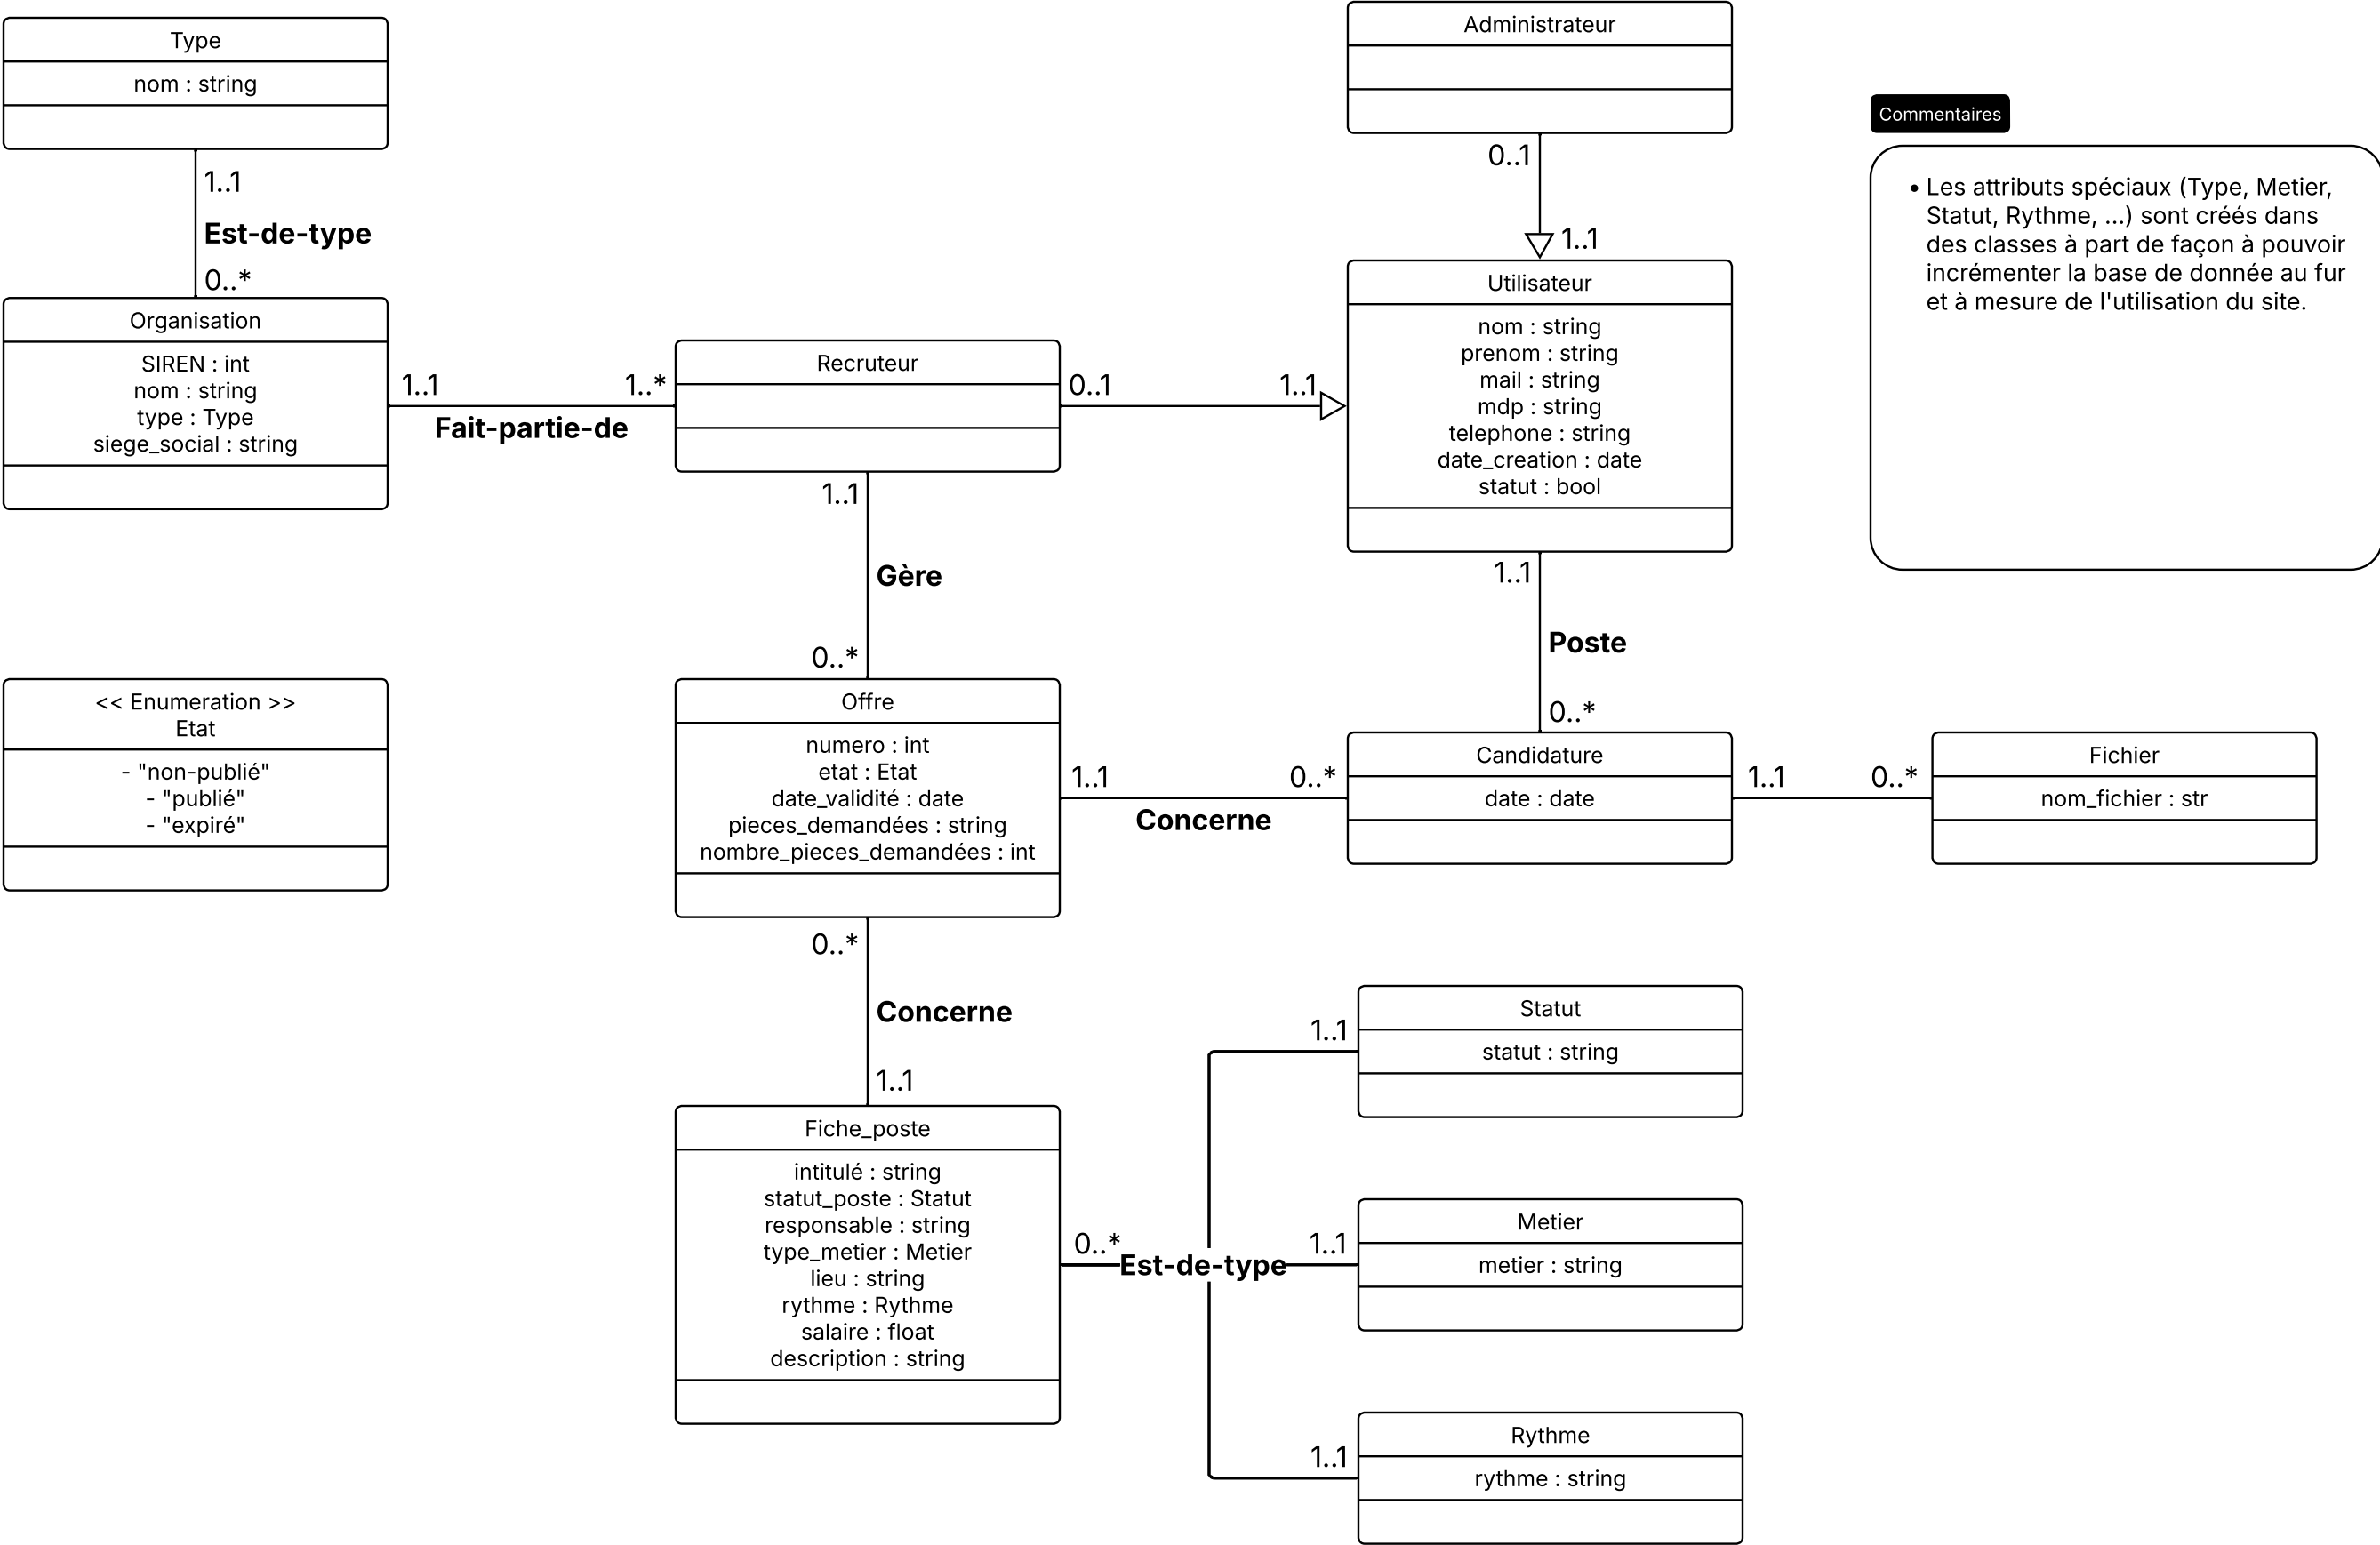 Type
nom : string
1..1
Est-de-type
0..*
Organisation
SIREN : int
nom : string
type : Type
siege_social : string
1..1
1..*
Fait-partie-de
Recruteur
0..1
1..1
Administrateur
0..1
1..1
Utilisateur
nom : string
prenom : string
mail : string
mdp : string
telephone : string
date_creation : date
statut : bool
Commentaires
• Les attributs spéciaux (Type, Metier,
Statut, Rythme, ...) sont créés dans
des classes à part de façon à pouvoir
incrémenter la base de donnée au fur
et à mesure de l'utilisation du site.
1..1
Gère
0..*
1..1
Poste
0..*
<< Enumeration >>
Etat
- "non-publié"
- "publié"
- "expiré"
Offre
numero : int
etat : Etat
date_validité : date
pieces_demandées : string
nombre_pieces_demandées : int
1..1
0..*
Concerne
Candidature
date : date
1..1
0..*
Fichier
nom_fichier : str
0..*
Concerne
1..1
Fiche_poste
intitulé : string
statut_poste : Statut
responsable : string
type_metier : Metier
lieu : string
rythme : Rythme
salaire : float
description : string
0..*
Est-de-type
1..1
Statut
statut : string
1..1
Metier
metier : string
1..1
Rythme
rythme : string